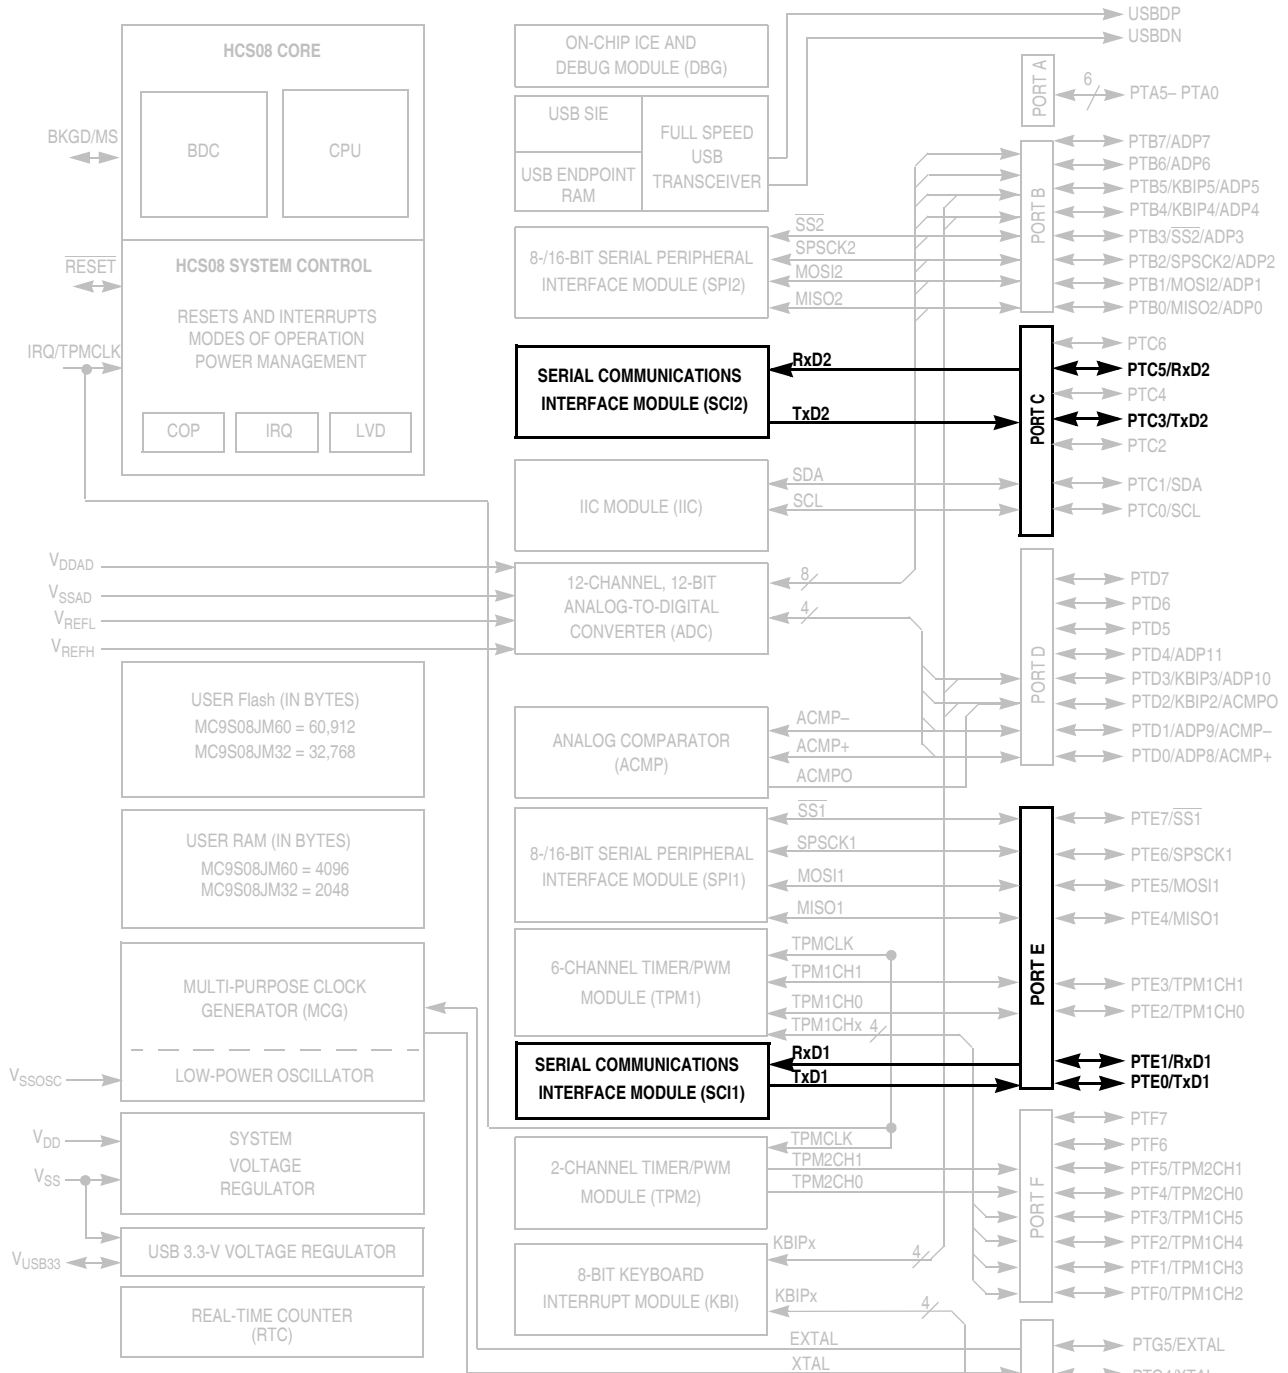 HCS08 CORE
BDC
CPU
BKGD/MS
RESET
HCS08 SYSTEM CONTROL
RESETS AND INTERRUPTS
MODES OF OPERATION
POWER MANAGEMENT
IRQ/TPMCLK
COP
IRQ
LVD
VDDAD
VSSAD
VREFL
VREFH
USER Flash (IN BYTES)
MC9S08JM60 = 60,912
MC9S08JM32 = 32,768
USER RAM (IN BYTES)
MC9S08JM60 = 4096
MC9S08JM32 = 2048
MULTI-PURPOSE CLOCK
GENERATOR (MCG)
LOW-POWER OSCILLATOR
VSSOSC
VDD
VSS
SYSTEM
VOLTAGE
REGULATOR
VUSB33
USB 3.3-V VOLTAGE REGULATOR
REAL-TIME COUNTER
(RTC)
ON-CHIP ICE AND
DEBUG MODULE (DBG)
USB SIE
USB ENDPOINT
RAM
FULL SPEED
USB
TRANSCEIVER
8-/16-BIT SERIAL PERIPHERAL
INTERFACE MODULE (SPI2)
SS2
SPSCK2
MOSI2
MISO2
SERIAL COMMUNICATIONS
INTERFACE MODULE (SCI2)
RxD2
TxD2
IIC MODULE (IIC)
SDA
SCL
12-CHANNEL, 12-BIT
ANALOG-TO-DIGITAL
CONVERTER (ADC)
8
4
ANALOG COMPARATOR
(ACMP)
ACMP–
ACMP+
ACMPO
8-/16-BIT SERIAL PERIPHERAL
INTERFACE MODULE (SPI1)
SS1
SPSCK1
MOSI1
MISO1
6-CHANNEL TIMER/PWM
MODULE (TPM1)
TPMCLK
TPM1CH1
TPM1CH0
TPM1CHx 4
SERIAL COMMUNICATIONS
INTERFACE MODULE (SCI1)
RxD1
TxD1
2-CHANNEL TIMER/PWM
MODULE (TPM2)
TPMCLK
TPM2CH1
TPM2CH0
8-BIT KEYBOARD
INTERRUPT MODULE (KBI)
KBIPx
4
KBIPx
4
EXTAL
XTAL
USBDP
USBDN
PORT A
6
PTA5– PTA0
PORT B
PTB7/ADP7
PTB6/ADP6
PTB5/KBIP5/ADP5
PTB4/KBIP4/ADP4
PTB3/SS2/ADP3
PTB2/SPSCK2/ADP2
PTB1/MOSI2/ADP1
PTB0/MISO2/ADP0
PORT C
PTC6
PTC5/RxD2
PTC4
PTC3/TxD2
PTC2
PTC1/SDA
PTC0/SCL
PORT D
PTD7
PTD6
PTD5
PTD4/ADP11
PTD3/KBIP3/ADP10
PTD2/KBIP2/ACMPO
PTD1/ADP9/ACMP–
PTD0/ADP8/ACMP+
PORT E
PTE7/SS1
PTE6/SPSCK1
PTE5/MOSI1
PTE4/MISO1
PTE3/TPM1CH1
PTE2/TPM1CH0
PTE1/RxD1
PTE0/TxD1
PORT F
PTF7
PTF6
PTF5/TPM2CH1
PTF4/TPM2CH0
PTF3/TPM1CH5
PTF2/TPM1CH4
PTF1/TPM1CH3
PTF0/TPM1CH2
PTG5/EXTAL